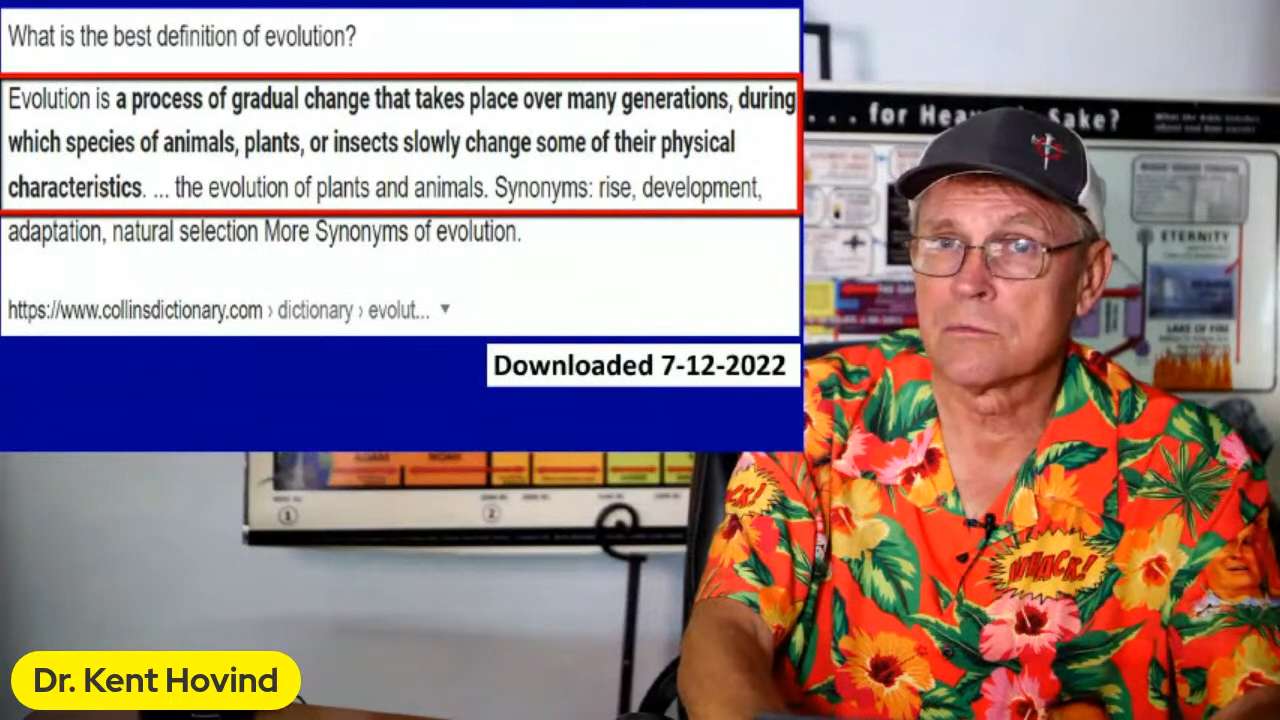 What is the best definition of evolution?
Evolution is a process of gradual change that takes place over many generations, during
which species of animals, plants, or insects slowly change some of their physical
characteristics. ... the evolution of plants and animals. Synonyms: rise, development,
adaptation, natural selection More Synonyms of evolution.
https://www.collinsdictionary.com › dictionary › evolut... ▼
Downloaded 7-12-2022
. . . for Sake?
ETERNITY
LAKE OF FIRE
ADAM
NOAH
1
2
WHACK!
Dr. Kent Hovind